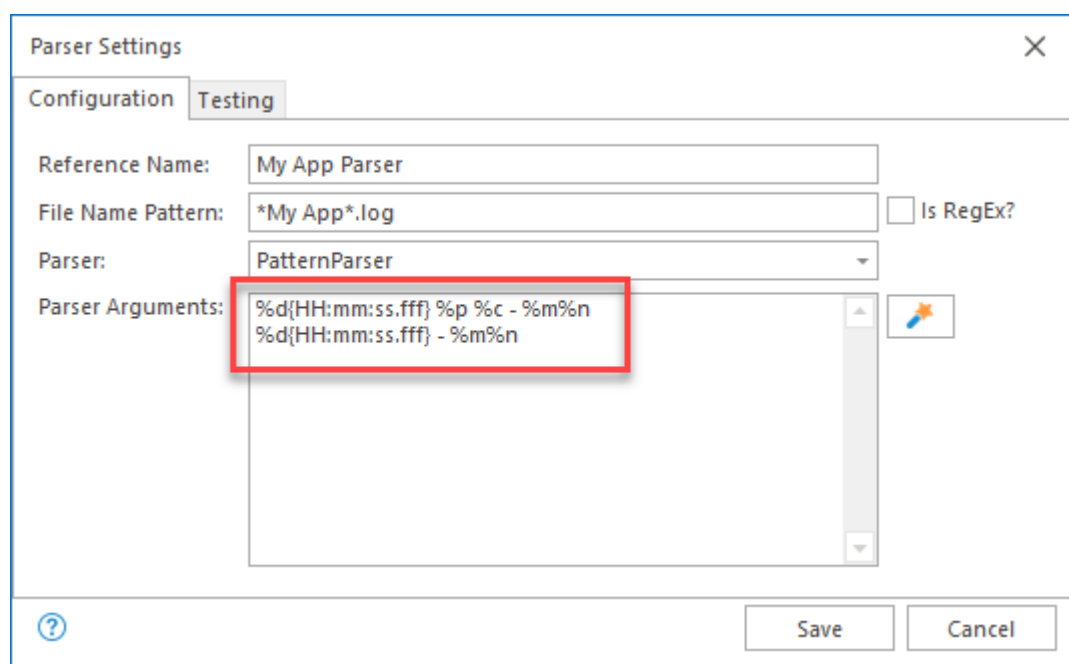 Parser Settings
Configuration Testing
Reference Name: My App Parser
File Name Pattern: *My App*.log Is RegEx?
Parser: PatternParser
Parser Arguments: %d{HH:mm:ss.fff} %p %c - %m%n
%d{HH:mm:ss.fff} - %m%n
? Save Cancel